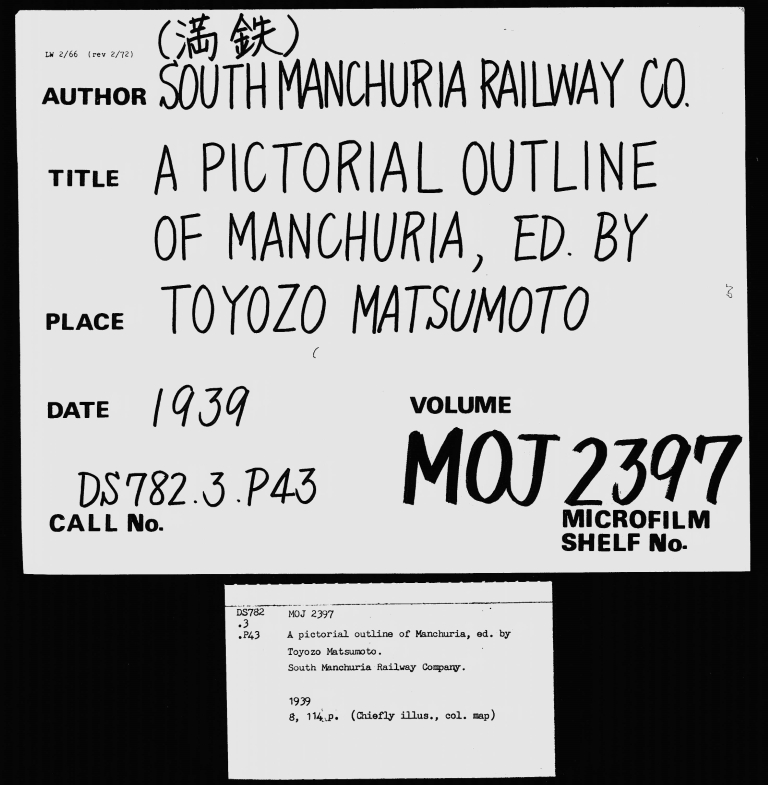 LW 2/66 (rev 2/72)
(満鉄)
AUTHOR SOUTH MANCHURIA RAILWAY CO.
TITLE A PICTORIAL OUTLINE
OF MANCHURIA, ED. BY
PLACE TOYOZO MATSUMOTO
DATE 1939
VOLUME
MOJ 2397
DS782.3.P43
CALL No.
MICROFILM
SHELF No.
DS782 MOJ 2397
.3
.P43 A pictorial outline of Manchuria, ed. by
Toyozo Matsumoto.
South Manchuria Railway Company.
1939
8, 114 p. (Chiefly illus., col. map)